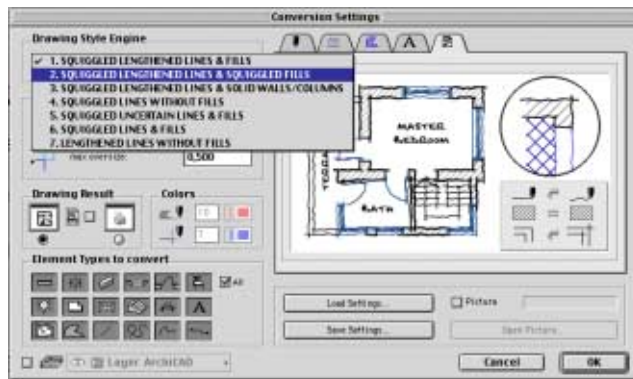 Conversion Settings
Drawing Style Engine
✓ 1. SQUIGGLED LENGTHENED LINES & FILLS
2. SQUIGGLED LENGTHENED LINES & SQUIGGLED FILLS
3. SQUIGGLED LENGTHENED LINES & SOLID WALLS/COLUMNS
4. SQUIGGLED LINES WITHOUT FILLS
5. SQUIGGLED UNCERTAIN LINES & FILLS
6. SQUIGGLED LINES & FILLS
7. LENGTHENED LINES WITHOUT FILLS
max oversize: 0,500
A
MASTER
BEDROOM
BATH
Drawing Result
Colors
Element Types to convert
All
A
Load Settings...
Picture
Save Settings...
Open Picture...
Layer ArchiCAD
Cancel
OK